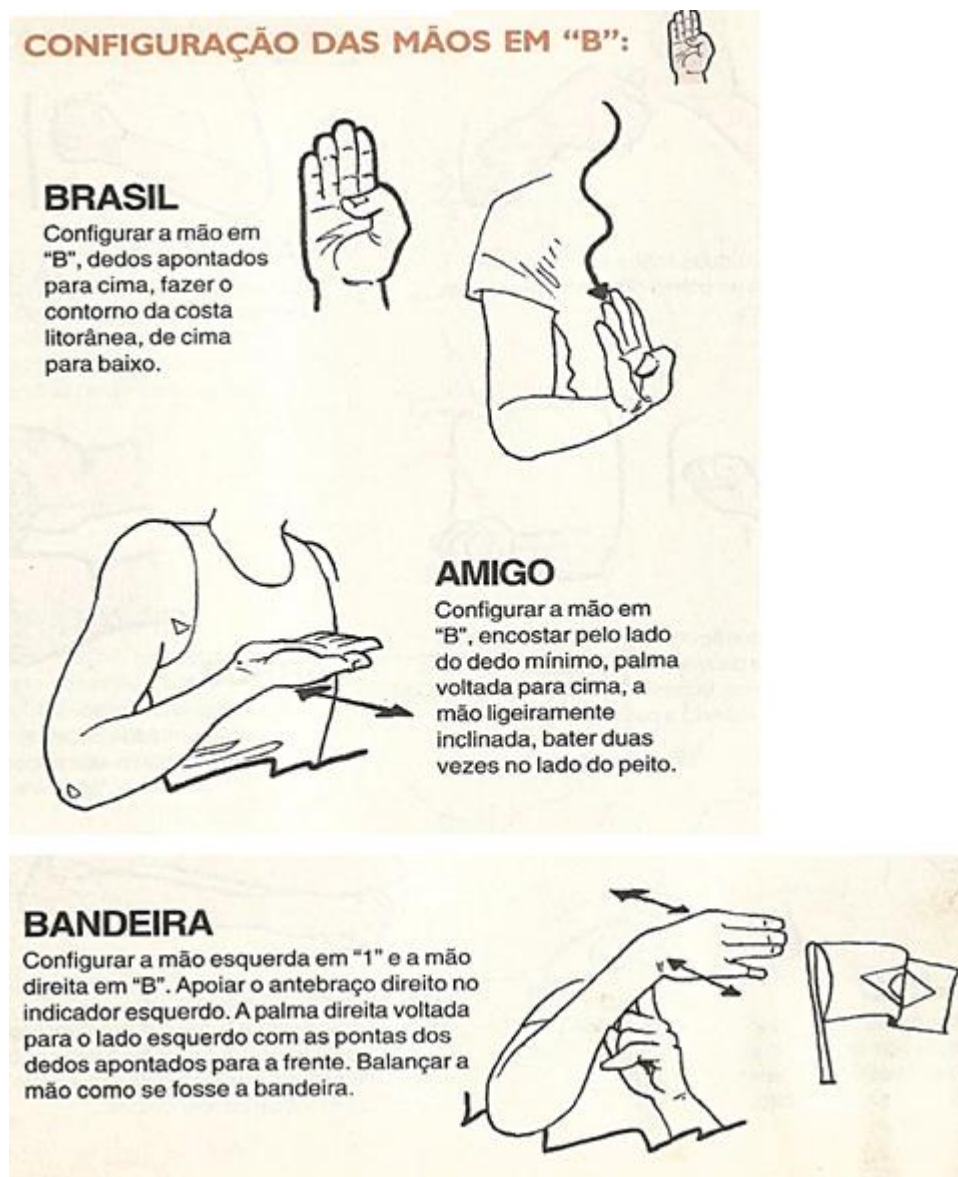 CONFIGURAÇÃO DAS MÃOS EM “B”:
BRASIL
Configurar a mão em
“B”, dedos apontados
para cima, fazer o
contorno da costa
litorânea, de cima
para baixo.
AMIGO
Configurar a mão em
“B”, encostar pelo lado
do dedo mínimo, palma
voltada para cima, a
mão ligeiramente
inclinada, bater duas
vezes no lado do peito.
BANDEIRA
Configurar a mão esquerda em “1” e a mão
direita em “B”. Apoiar o antebraço direito no
indicador esquerdo. A palma direita voltada
para o lado esquerdo com as pontas dos
dedos apontados para a frente. Balançar a
mão como se fosse a bandeira.